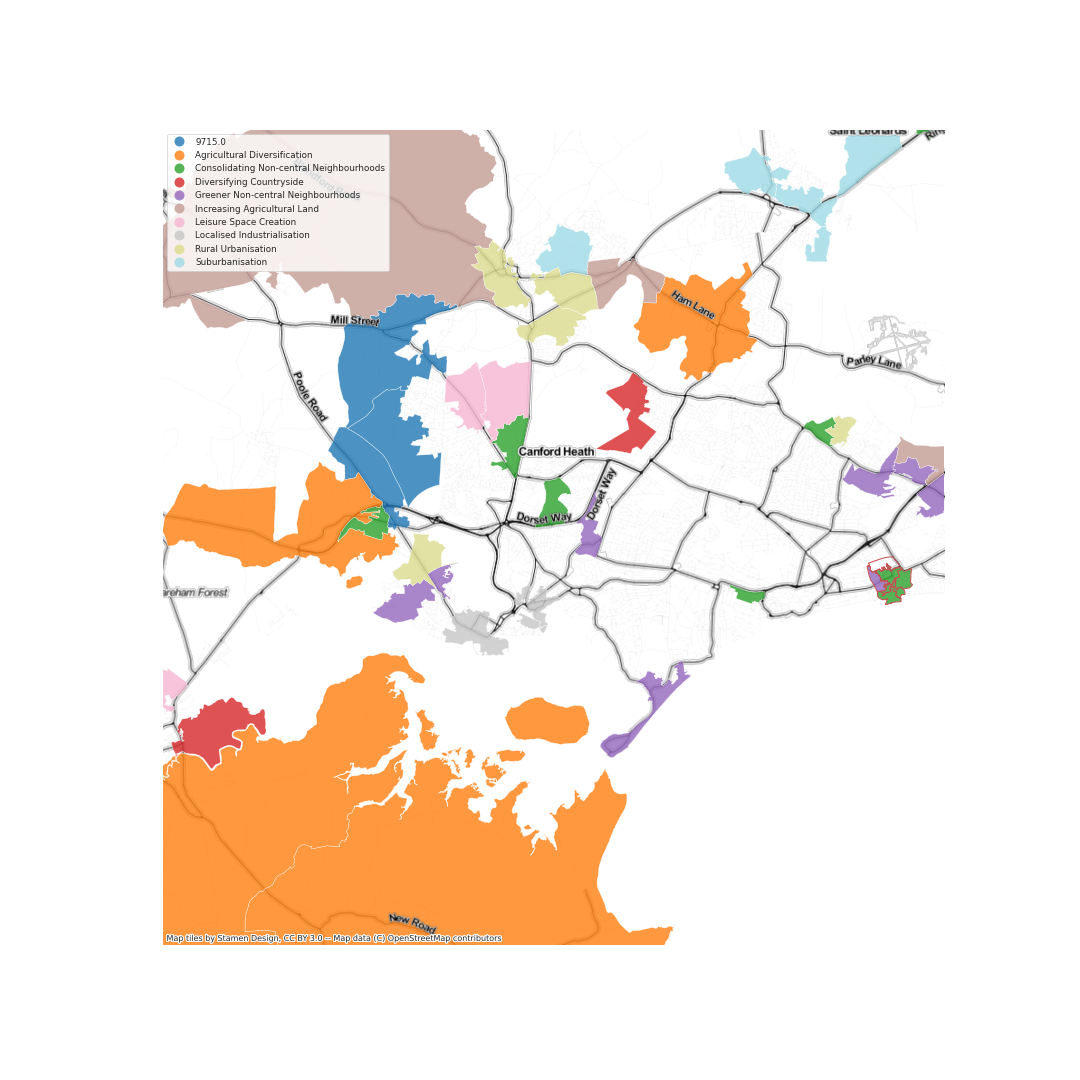 Saint Leonards
9715.0
Agricultural Diversification
Consolidating Non-central Neighbourhoods
Diversifying Countryside
Greener Non-central Neighbourhoods
Increasing Agricultural Land
Leisure Space Creation
Localised Industrialisation
Rural Urbanisation
Suburbanisation
Ham Lane
Mill Street
Parley Lane
Poole Road
Canford Heath
Dorset Way
Dorset Way
reham Forest
New Road
Map tiles by Stamen Design, CC BY 3.0 -- Map data (C) OpenStreetMap contributors